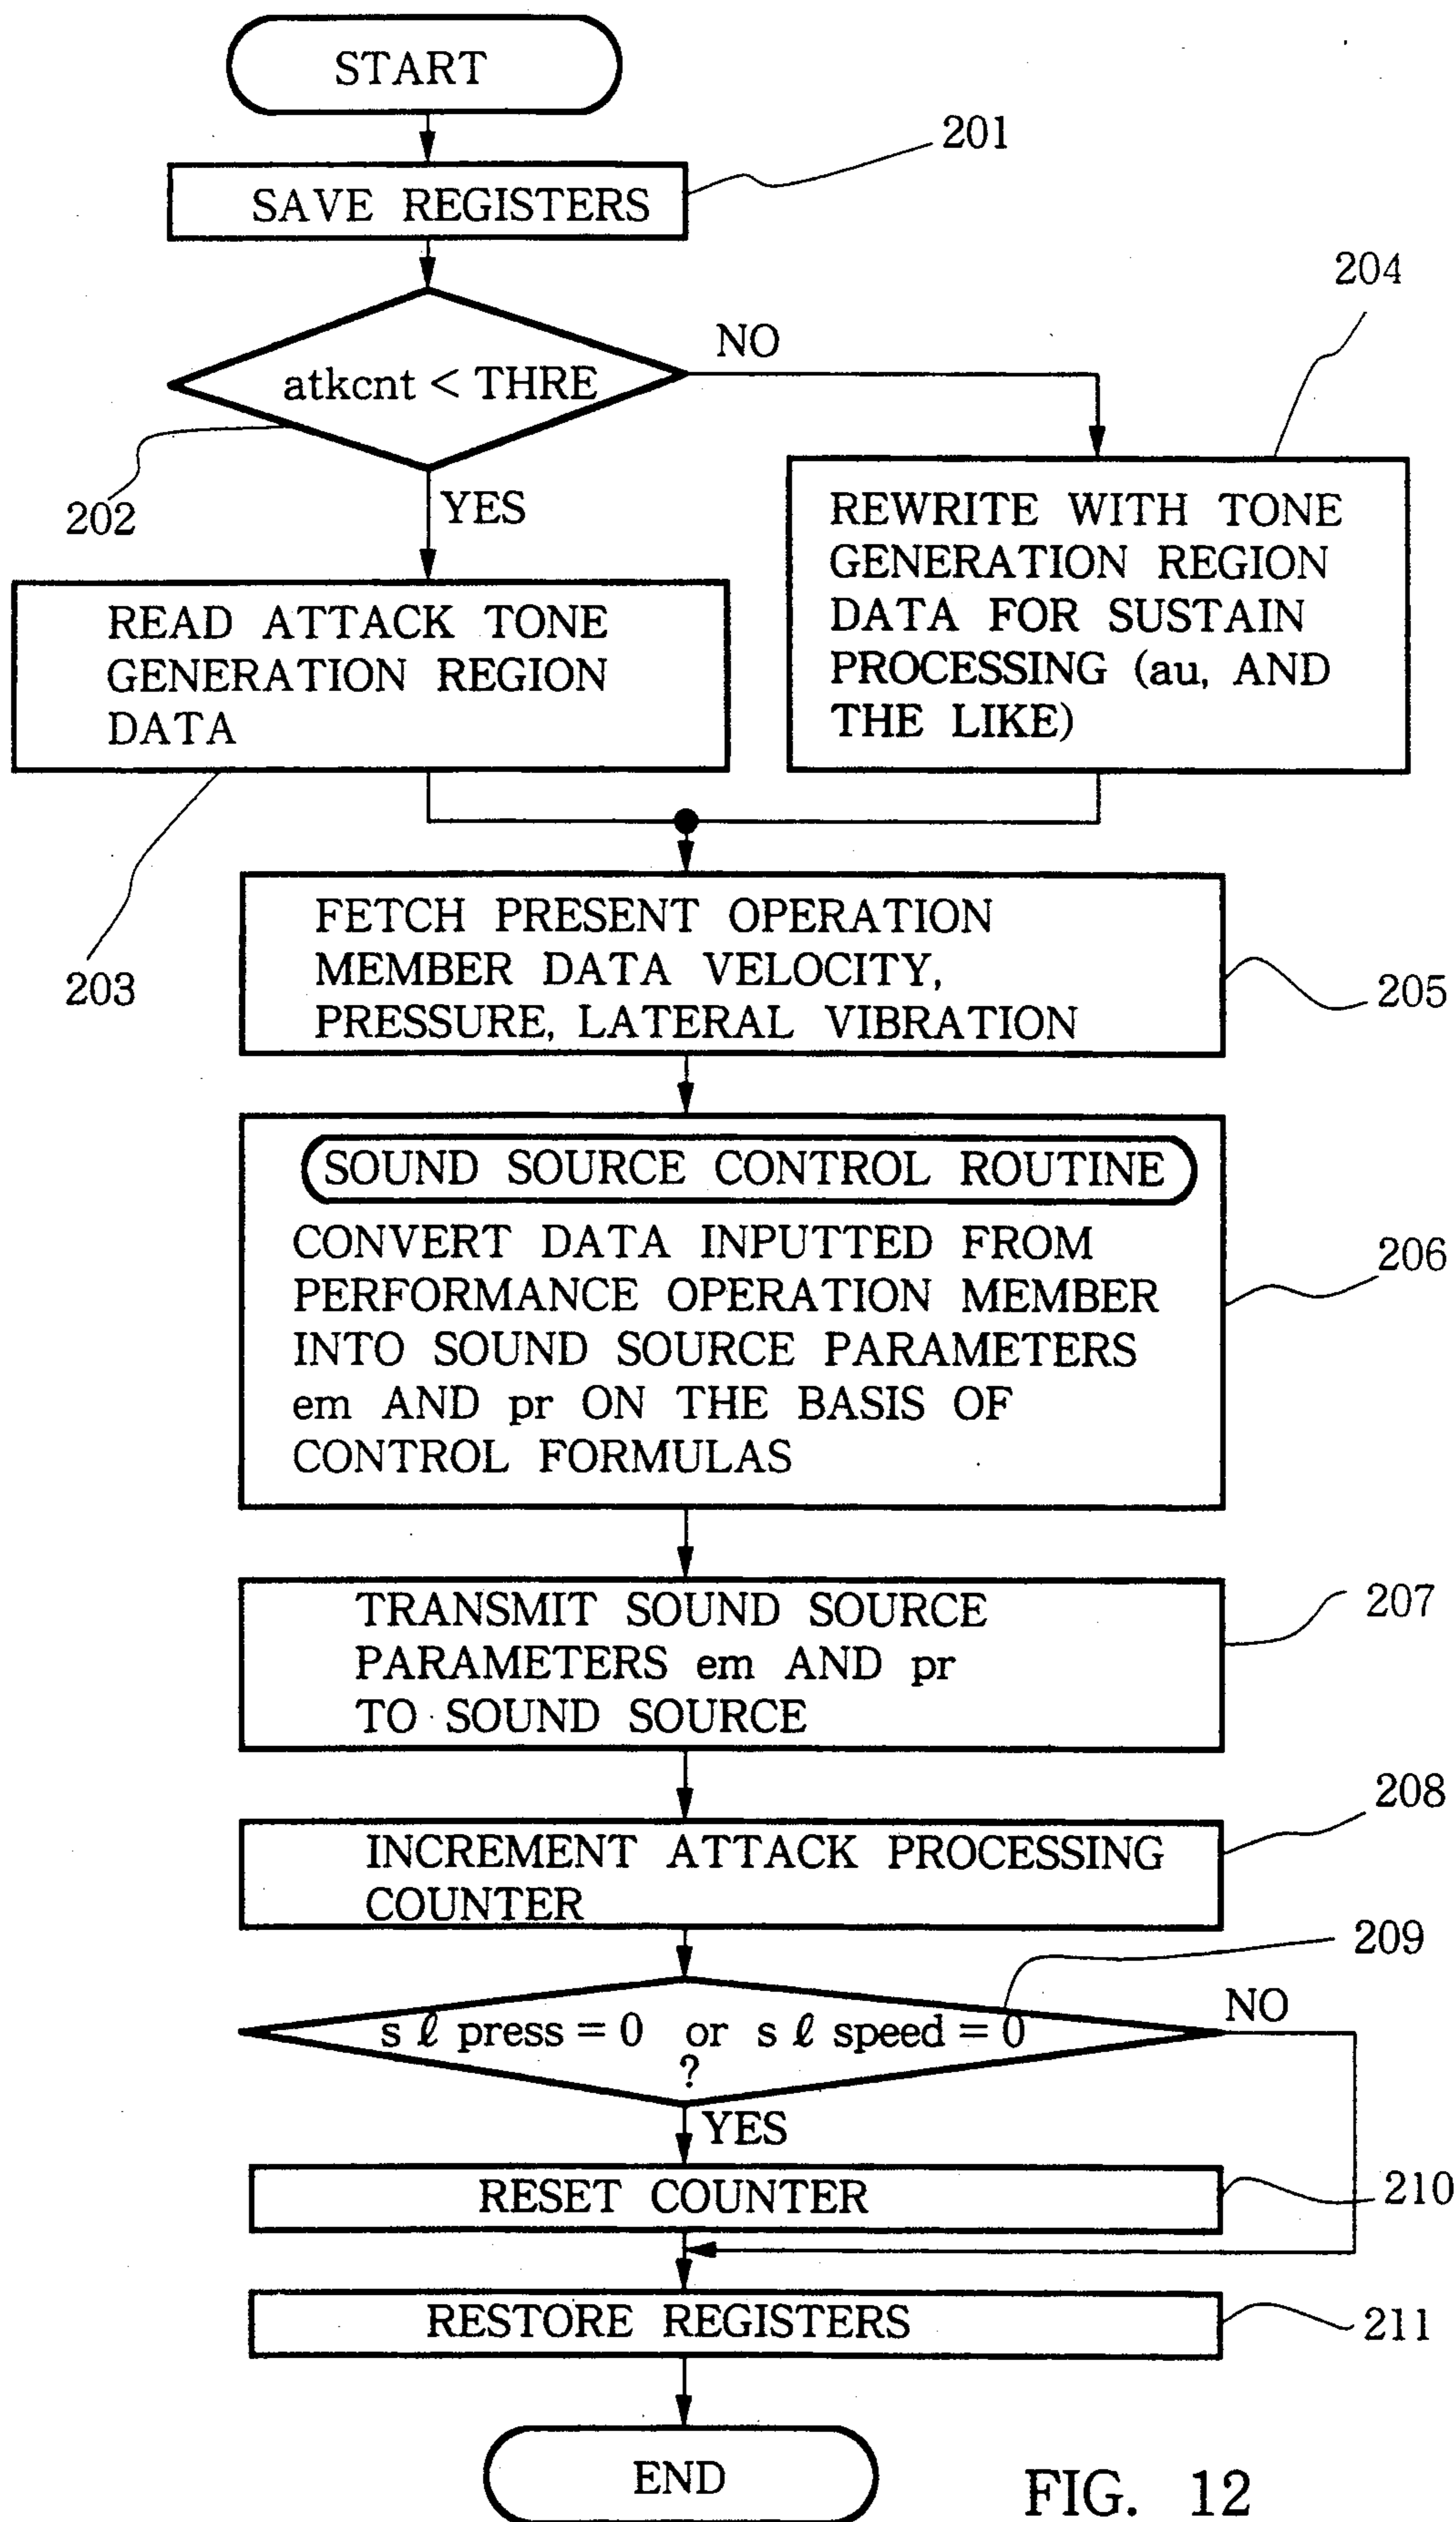 START
201
SAVE REGISTERS
204
NO
atkcnt < THRE
202
YES
REWRITE WITH TONE
GENERATION REGION
DATA FOR SUSTAIN
PROCESSING (au, AND
THE LIKE)
READ ATTACK TONE
GENERATION REGION
DATA
203
FETCH PRESENT OPERATION
MEMBER DATA VELOCITY,
PRESSURE, LATERAL VIBRATION
205
SOUND SOURCE CONTROL ROUTINE
CONVERT DATA INPUTTED FROM
PERFORMANCE OPERATION MEMBER
INTO SOUND SOURCE PARAMETERS
em AND pr ON THE BASIS OF
CONTROL FORMULAS
206
TRANSMIT SOUND SOURCE
PARAMETERS em AND pr
TO SOUND SOURCE
207
208
INCREMENT ATTACK PROCESSING
COUNTER
209
s ℓ press = 0 or s ℓ speed = 0
?
NO
YES
RESET COUNTER
210
RESTORE REGISTERS
211
END
FIG. 12